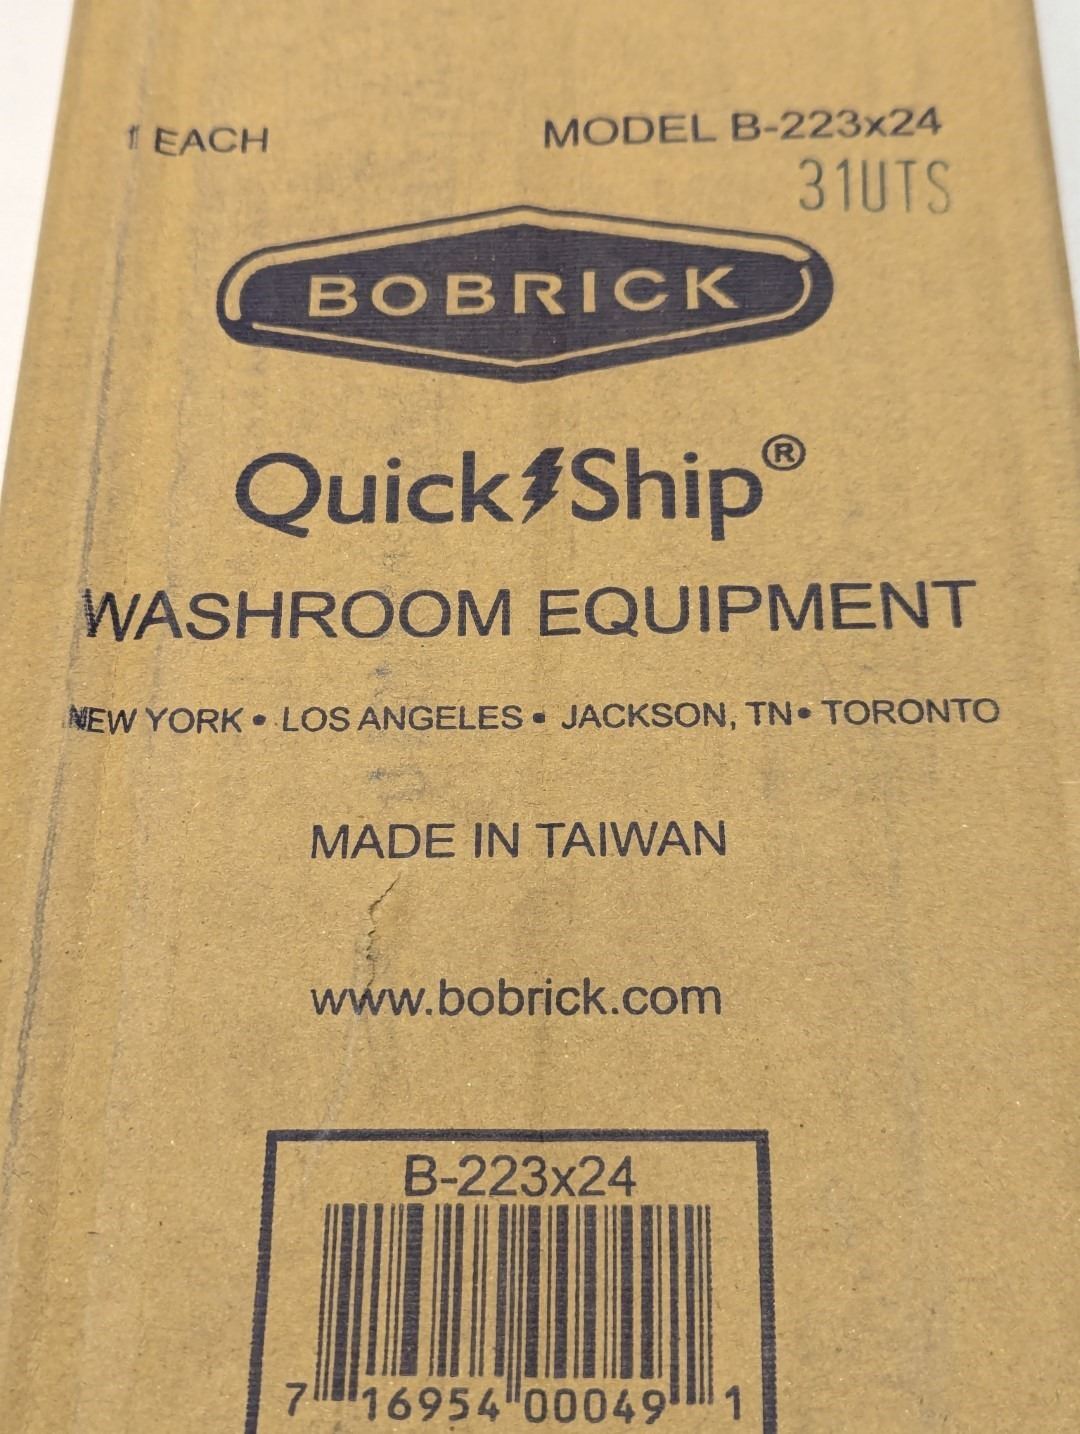 1 EACH
MODEL B-223x24
31UTS
BOBRICK
Quick Ship®
WASHROOM EQUIPMENT
NEW YORK • LOS ANGELES • JACKSON, TN • TORONTO
MADE IN TAIWAN
www.bobrick.com
B-223x24
7 16954 00049 1